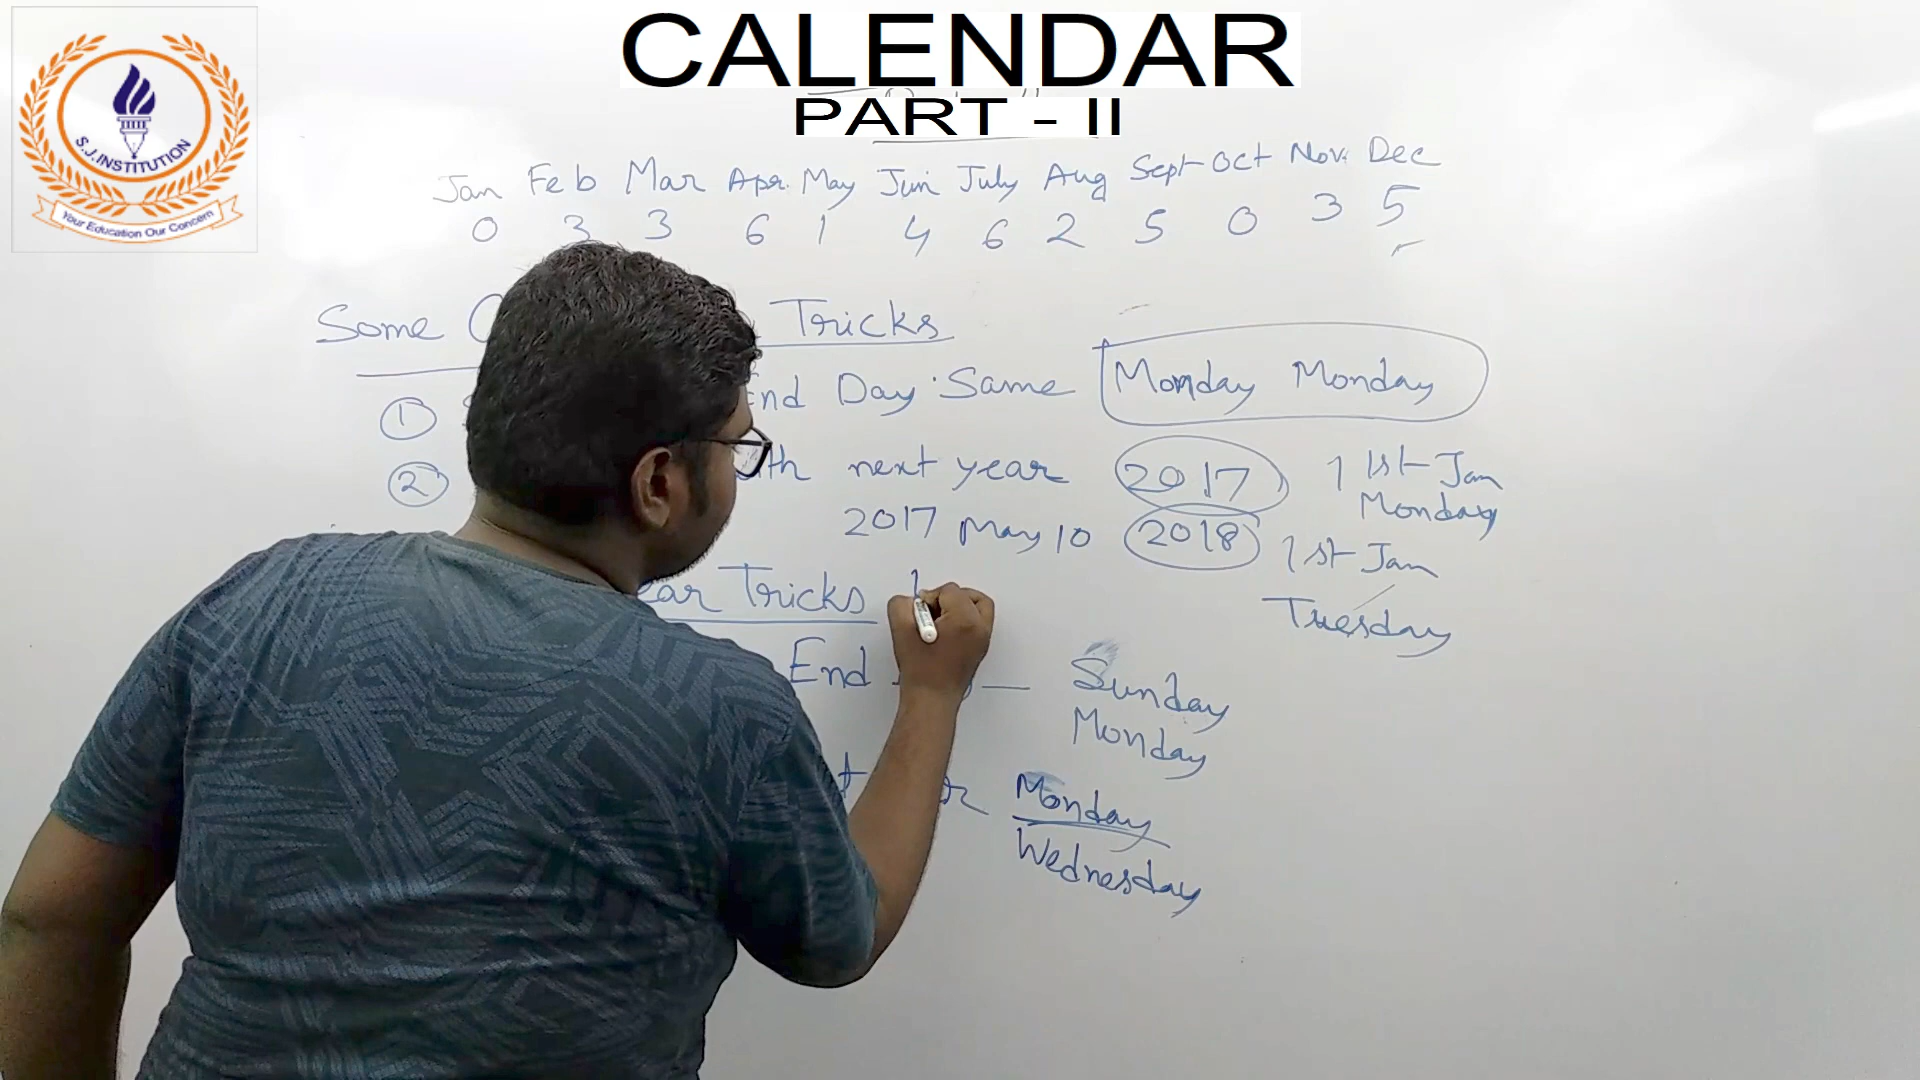 CALENDAR
PART - II
S.J.INSTITUTION
Your Education Our Concern
Jan Feb Mar Apr. May Jun July Aug Sept Oct Nov. Dec
0 3 3 6 1 4 6 2 5 0 3 5
Some Tricks
1 End Day Same Monday Monday
2 next year 2017 1 1st Jan
Monday
2017 May 10 2018 1st Jan
Tuesday
Tricks
End Sunday
Monday
Monday
Wednesday